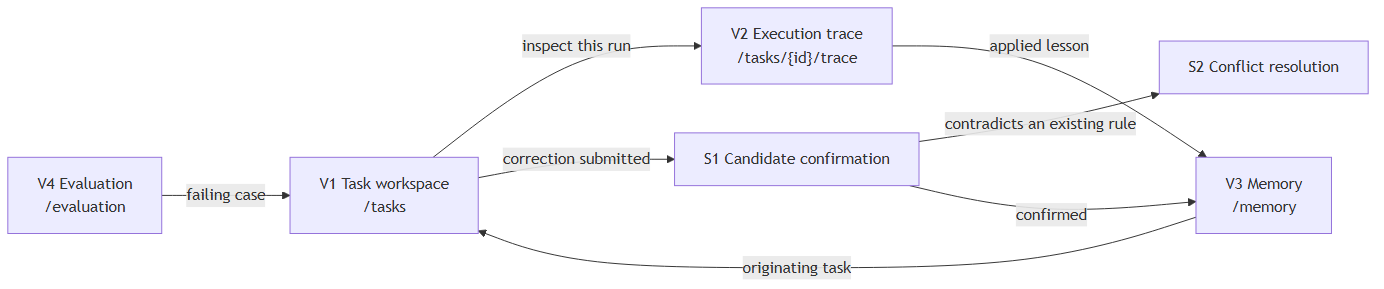 V4 Evaluation
/evaluation
failing case
V1 Task workspace
/tasks
inspect this run
correction submitted
V2 Execution trace
/tasks/{id}/trace
S1 Candidate confirmation
applied lesson
contradicts an existing rule
confirmed
originating task
S2 Conflict resolution
V3 Memory
/memory